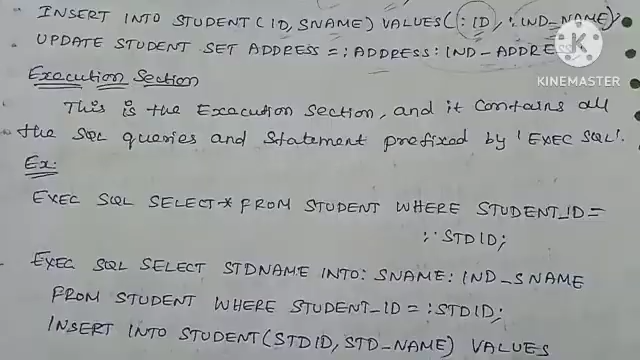 INSERT INTO STUDENT(ID, SNAME) VALUES(:ID, :IND-NAME);
UPDATE STUDENT SET ADDRESS =:ADDRESS:IND-ADDRESS
KINEMASTER
Execution Section
This is the Execution Section, and it contains all
the SQL queries and statement prefixed by 'EXEC SQL'.
Ex:
EXEC SQL SELECT * FROM STUDENT WHERE STUDENT_ID =
:STDID;
EXEC SQL SELECT STDNAME INTO: SNAME: IND_SNAME
FROM STUDENT WHERE STUDENT_ID = :STDID;
INSERT INTO STUDENT(STDID, STD_NAME) VALUES